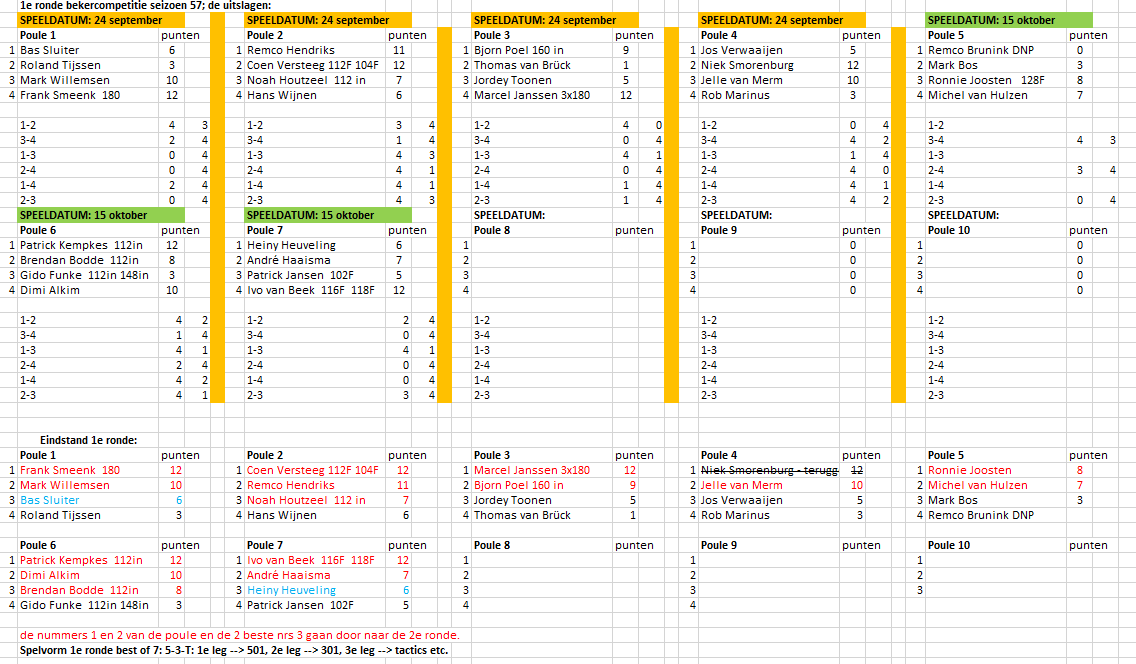 1e ronde bekercompetitie seizoen 57; de uitslagen:
SPEELDATUM: 24 september SPEELDATUM: 24 september SPEELDATUM: 24 september SPEELDATUM: 24 september SPEELDATUM: 15 oktober
Poule 1 punten Poule 2 punten Poule 3 punten Poule 4 punten Poule 5 punten
1 Bas Sluiter 6 1 Remco Hendriks 11 1 Bjorn Poel 160 in 9 1 Jos Verwaaijen 5 1 Remco Brunink DNP 0
2 Roland Tijssen 3 2 Coen Versteeg 112F 104F 12 2 Thomas van Brück 1 2 Niek Smorenburg 12 2 Mark Bos 3
3 Mark Willemsen 10 3 Noah Houtzeel 112 in 7 3 Jordey Toonen 5 3 Jelle van Merm 10 3 Ronnie Joosten 128F 8
4 Frank Smeenk 180 12 4 Hans Wijnen 6 4 Marcel Janssen 3x180 12 4 Rob Marinus 3 4 Michel van Hulzen 7
1-2 4 3 1-2 3 4 1-2 4 0 1-2 0 4 1-2
3-4 2 4 3-4 1 4 3-4 0 4 3-4 4 2 3-4 4 3
1-3 0 4 1-3 4 3 1-3 4 1 1-3 1 4 1-3
2-4 0 4 2-4 4 1 2-4 0 4 2-4 4 0 2-4 3 4
1-4 2 4 1-4 4 1 1-4 1 4 1-4 4 1 1-4
2-3 0 4 2-3 4 3 2-3 1 4 2-3 4 2 2-3 0 4
SPEELDATUM: 15 oktober SPEELDATUM: 15 oktober SPEELDATUM: SPEELDATUM: SPEELDATUM:
Poule 6 punten Poule 7 punten Poule 8 punten Poule 9 punten Poule 10 punten
1 Patrick Kempkes 112in 12 1 Heiny Heuveling 6 1 1 0 1 0
2 Brendan Bodde 112in 8 2 André Haaisma 7 2 2 0 2 0
3 Gido Funke 112in 148in 3 3 Patrick Jansen 102F 5 3 3 0 3 0
4 Dimi Alkim 10 4 Ivo van Beek 116F 118F 12 4 4 0 4 0
1-2 4 2 1-2 2 4 1-2 1-2 1-2
3-4 1 4 3-4 0 4 3-4 3-4 3-4
1-3 4 1 1-3 4 1 1-3 1-3 1-3
2-4 2 4 2-4 0 4 2-4 2-4 2-4
1-4 4 2 1-4 0 4 1-4 1-4 1-4
2-3 4 1 2-3 3 4 2-3 2-3 2-3
Eindstand 1e ronde:
Poule 1 punten Poule 2 punten Poule 3 punten Poule 4 punten Poule 5 punten
1 Frank Smeenk 180 12 1 Coen Versteeg 112F 104F 12 1 Marcel Janssen 3x180 12 1 Niek Smorenburg - terugg 12 1 Ronnie Joosten 8
2 Mark Willemsen 10 2 Remco Hendriks 11 2 Bjorn Poel 160 in 9 2 Jelle van Merm 10 2 Michel van Hulzen 7
3 Bas Sluiter 6 3 Noah Houtzeel 112 in 7 3 Jordey Toonen 5 3 Jos Verwaaijen 5 3 Mark Bos 3
4 Roland Tijssen 3 4 Hans Wijnen 6 4 Thomas van Brück 1 4 Rob Marinus 3 4 Remco Brunink DNP
Poule 6 punten Poule 7 punten Poule 8 punten Poule 9 punten Poule 10 punten
1 Patrick Kempkes 112in 12 1 Ivo van Beek 116F 118F 12 1 1 1
2 Dimi Alkim 10 2 André Haaisma 7 2 2 2
3 Brendan Bodde 112in 8 3 Heiny Heuveling 6 3 3 3
4 Gido Funke 112in 148in 3 4 Patrick Jansen 102F 5 4 4
de nummers 1 en 2 van de poule en de 2 beste nrs 3 gaan door naar de 2e ronde.
Spelvorm 1e ronde best of 7: 5-3-T: 1e leg --> 501, 2e leg --> 301, 3e leg --> tactics etc.